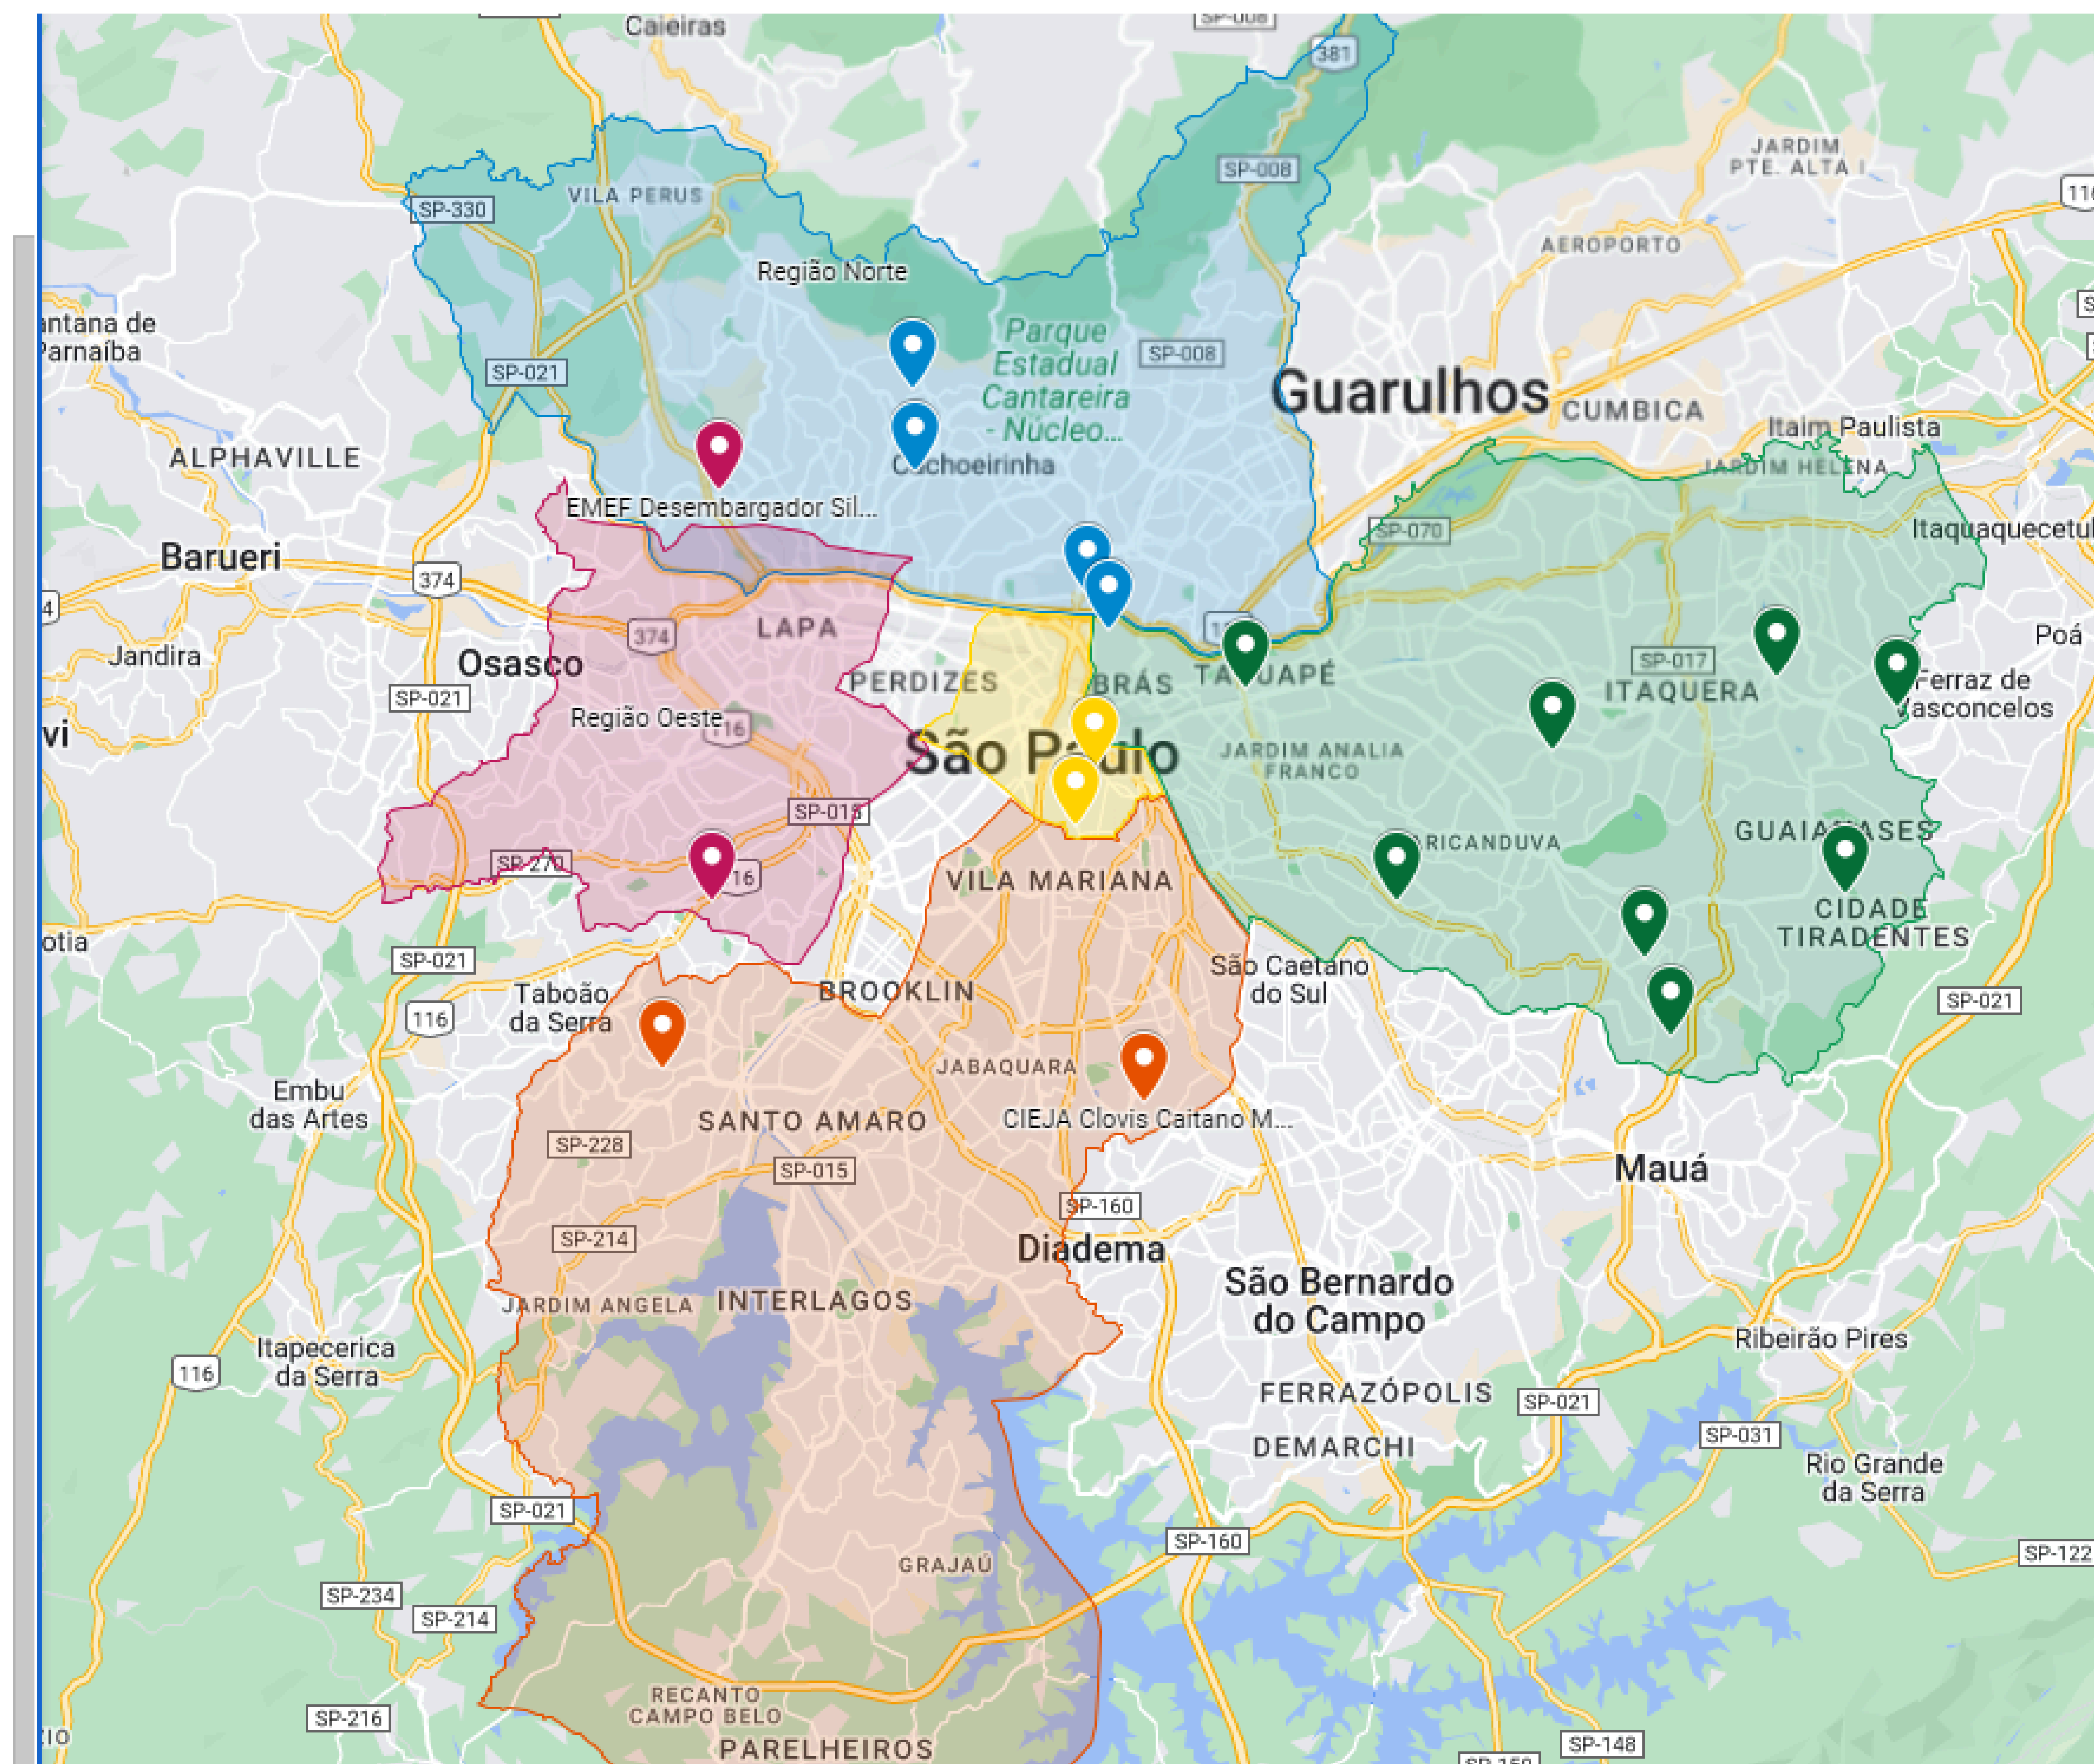 Caieiras
SP-008
381
JARDIM
PTE. ALTA I
SP-008
116
VILA PERUS
SP-330
AEROPORTO
Região Norte
antana de
Parnaíba
Parque
Estadual
Cantareira
- Núcleo...
SP-008
SP-021
Guarulhos
CUMBICA
Itaim Paulista
ALPHAVILLE
Cachoeirinha
JARDIM HELENA
EMEF Desembargador Sil...
SP-070
Itaquaquecetu
Barueri
374
4
LAPA
374
Poá
Jandira
Osasco
PERDIZES
BRÁS
TATUAPÉ
SP-017
ITAQUERA
SP-021
Ferraz de
Vasconcelos
Região Oeste
116
vi
São Paulo
JARDIM ANALIA
FRANCO
SP-015
GUAIANASES
ARICANDUVA
SP-270
116
VILA MARIANA
CIDADE
TIRADENTES
otia
SP-021
São Caetano
do Sul
BROOKLIN
Taboão
da Serra
SP-021
116
JABAQUARA
Embu
das Artes
SANTO AMARO
CIEJA Clovis Caitano M...
SP-228
SP-015
Mauá
SP-160
SP-214
Diadema
São Bernardo
do Campo
JARDIM ANGELA
INTERLAGOS
Itapecerica
da Serra
116
Ribeirão Pires
FERRAZÓPOLIS
SP-021
SP-031
DEMARCHI
Rio Grande
da Serra
SP-021
SP-160
SP-122
GRAJAÚ
SP-234
SP-214
RECANTO
CAMPO BELO
SP-216
PARELHEIROS
SP-148